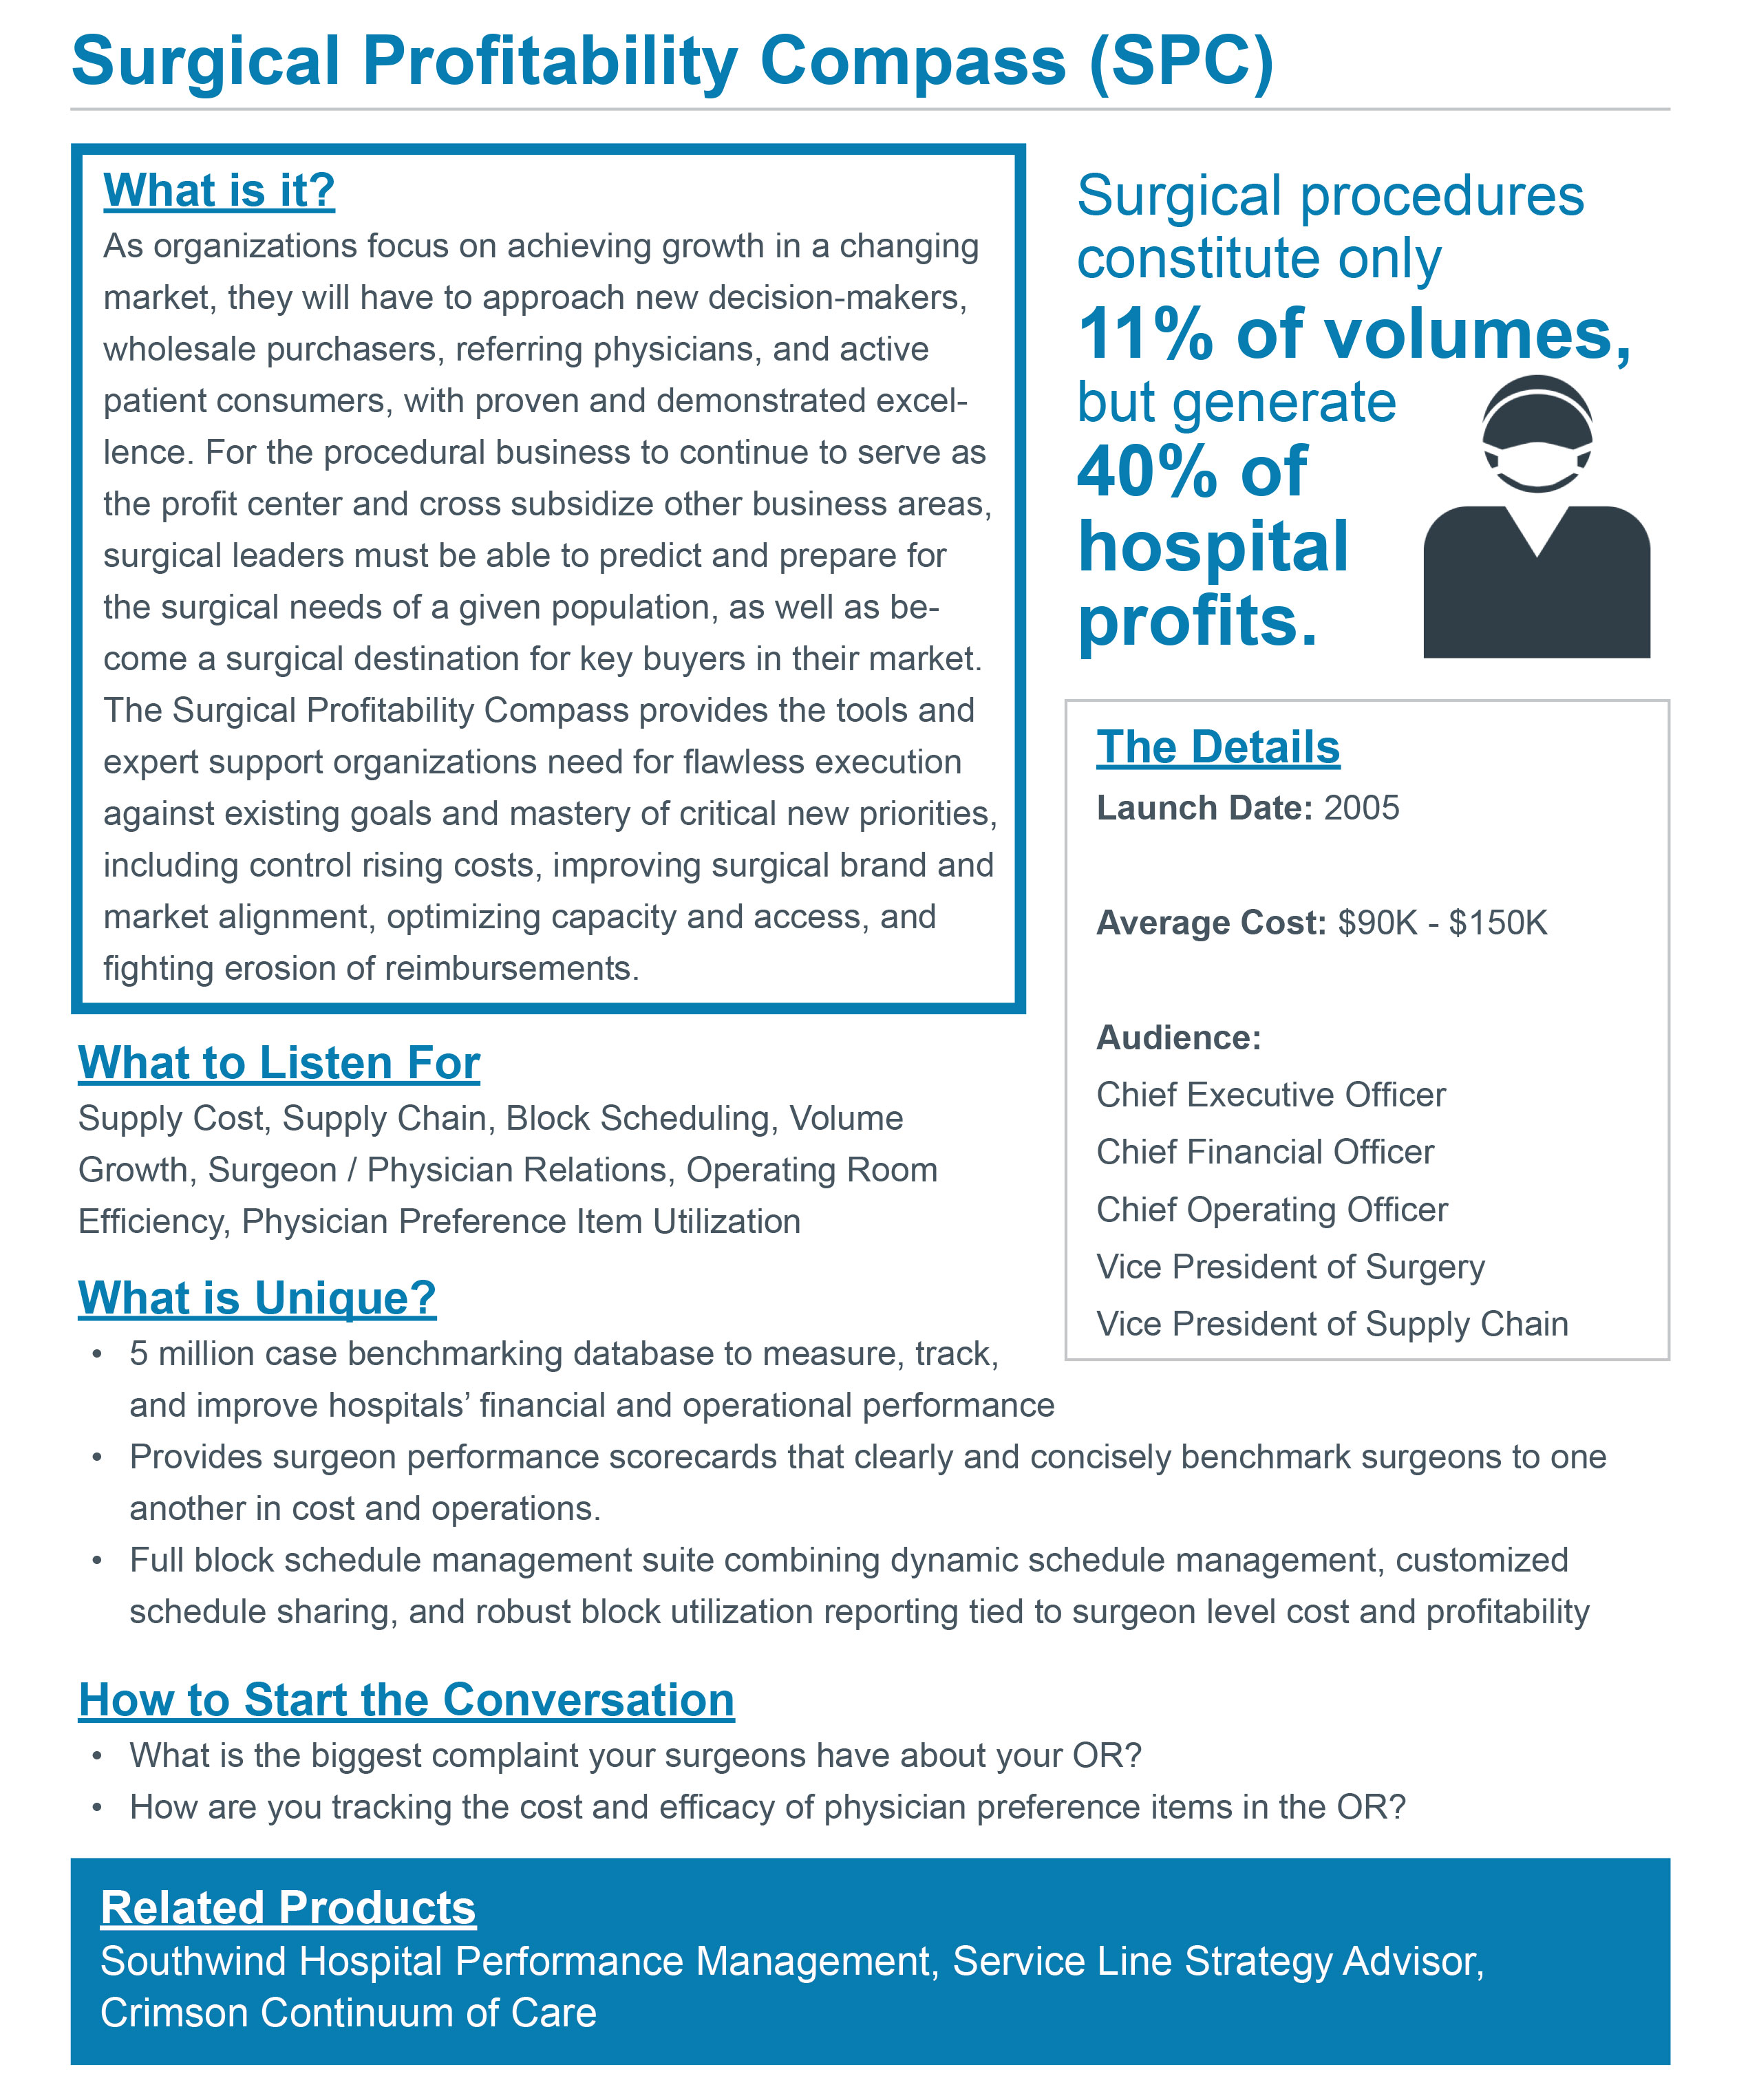 Surgical Profitability Compass (SPC)
What is it?
As organizations focus on achieving growth in a changing
market, they will have to approach new decision-makers,
wholesale purchasers, referring physicians, and active
patient consumers, with proven and demonstrated excel-
lence. For the procedural business to continue to serve as
the profit center and cross subsidize other business areas,
surgical leaders must be able to predict and prepare for
the surgical needs of a given population, as well as be-
come a surgical destination for key buyers in their market.
The Surgical Profitability Compass provides the tools and
expert support organizations need for flawless execution
against existing goals and mastery of critical new priorities,
including control rising costs, improving surgical brand and
market alignment, optimizing capacity and access, and
fighting erosion of reimbursements.
Surgical procedures
constitute only
11% of volumes,
but generate
40% of
hospital
profits.
The Details
Launch Date: 2005
Average Cost: $90K - $150K
Audience:
Chief Executive Officer
Chief Financial Officer
Chief Operating Officer
Vice President of Surgery
Vice President of Supply Chain
What to Listen For
Supply Cost, Supply Chain, Block Scheduling, Volume
Growth, Surgeon / Physician Relations, Operating Room
Efficiency, Physician Preference Item Utilization
What is Unique?
• 5 million case benchmarking database to measure, track,
and improve hospitals’ financial and operational performance
• Provides surgeon performance scorecards that clearly and concisely benchmark surgeons to one
another in cost and operations.
• Full block schedule management suite combining dynamic schedule management, customized
schedule sharing, and robust block utilization reporting tied to surgeon level cost and profitability
How to Start the Conversation
• What is the biggest complaint your surgeons have about your OR?
• How are you tracking the cost and efficacy of physician preference items in the OR?
Related Products
Southwind Hospital Performance Management, Service Line Strategy Advisor,
Crimson Continuum of Care